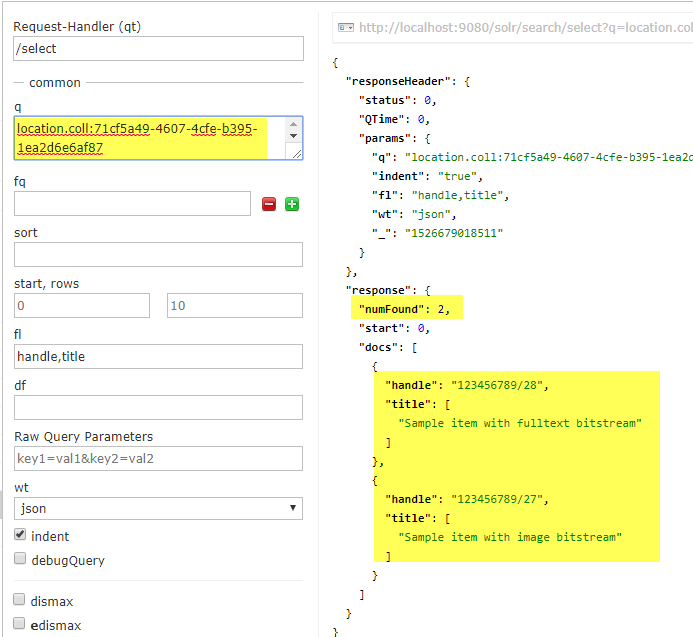 Request-Handler (qt)
/select
common
q
location.coll:71cf5a49-4607-4cfe-b395-
1ea2d6e6af87
fq
sort
start, rows
0
10
fl
handle,title
df
Raw Query Parameters
key1=val1&key2=val2
wt
json
indent
debugQuery
dismax
edismax
http://localhost:9080/solr/search/select?q=location.coll
{
"responseHeader": {
"status": 0,
"QTime": 0,
"params": {
"q": "location.coll:71cf5a49-4607-4cfe-b395-1ea2d
"indent": "true",
"fl": "handle,title",
"wt": "json",
"_": "1526679018511"
}
},
"response": {
"numFound": 2,
"start": 0,
"docs": [
{
"handle": "123456789/28",
"title": [
"Sample item with fulltext bitstream"
]
},
{
"handle": "123456789/27",
"title": [
"Sample item with image bitstream"
]
}
]
}
}